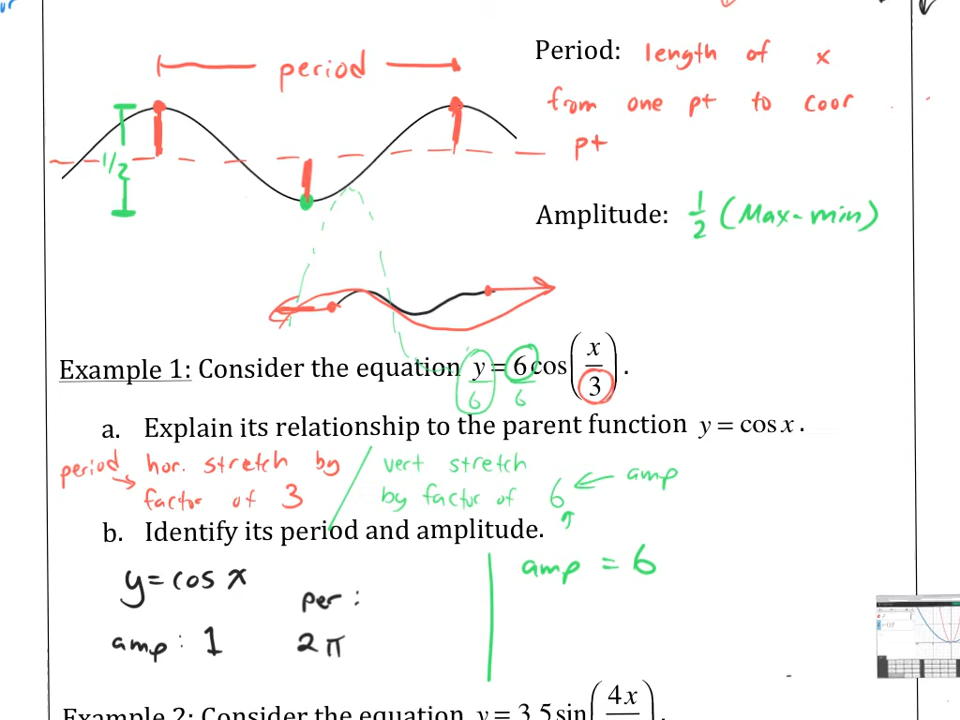 period
Period: length of x
from one pt to coor
pt
1/2
Amplitude: 1/2 (Max-min)
Example 1: Consider the equation y = 6cos(x/3).
6 6
a. Explain its relationship to the parent function y = cos x.
period hor. stretch by / vert stretch
factor of 3 by factor of 6 ← amp
b. Identify its period and amplitude.
y = cos x
per :
amp = 6
amp : 1
2π
Example 2: Consider the equation y = 3.5sin(4x